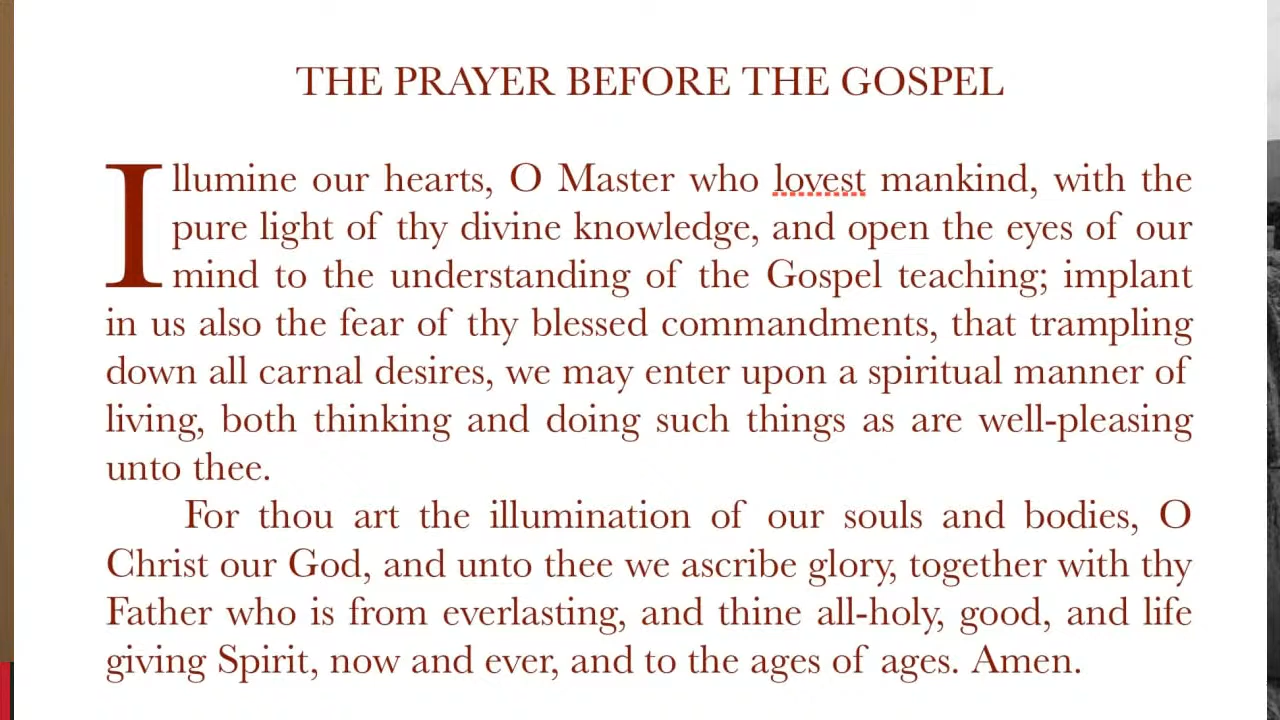 THE PRAYER BEFORE THE GOSPEL
Illumine our hearts, O Master who lovest mankind, with the
pure light of thy divine knowledge, and open the eyes of our
mind to the understanding of the Gospel teaching; implant
in us also the fear of thy blessed commandments, that trampling
down all carnal desires, we may enter upon a spiritual manner of
living, both thinking and doing such things as are well-pleasing
unto thee.
For thou art the illumination of our souls and bodies, O
Christ our God, and unto thee we ascribe glory, together with thy
Father who is from everlasting, and thine all-holy, good, and life
giving Spirit, now and ever, and to the ages of ages. Amen.